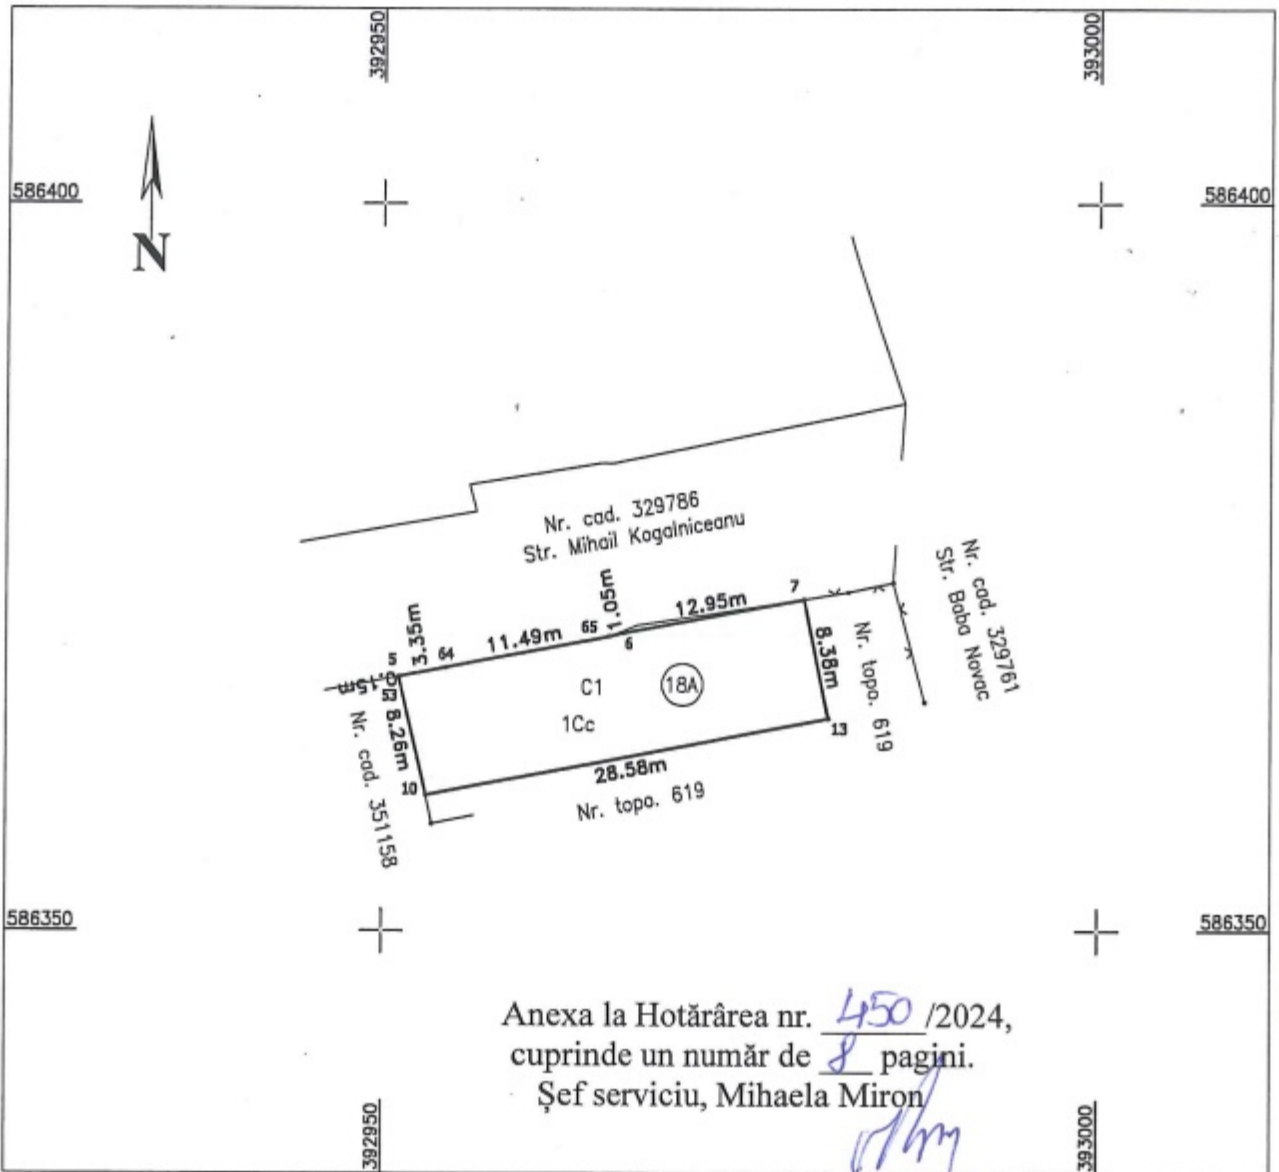 392950
393000
586400
586400
N
Nr. cad. 329786
Str. Mihail Kogalniceanu
Nr. cad. 329761
Str. Baba Novac
5
3.35m
64
11.49m
65
1.05m
6
12.95m
7
0.15m
53
8.26m
C1
18A
1Cc
8.38m
Nr. topo. 619
13
10
28.58m
Nr. topo. 619
Nr. cad. 351158
586350
586350
Anexa la Hotărârea nr. 450 /2024,
cuprinde un număr de 8 pagini.
Șef serviciu, Mihaela Miron
392950
393000